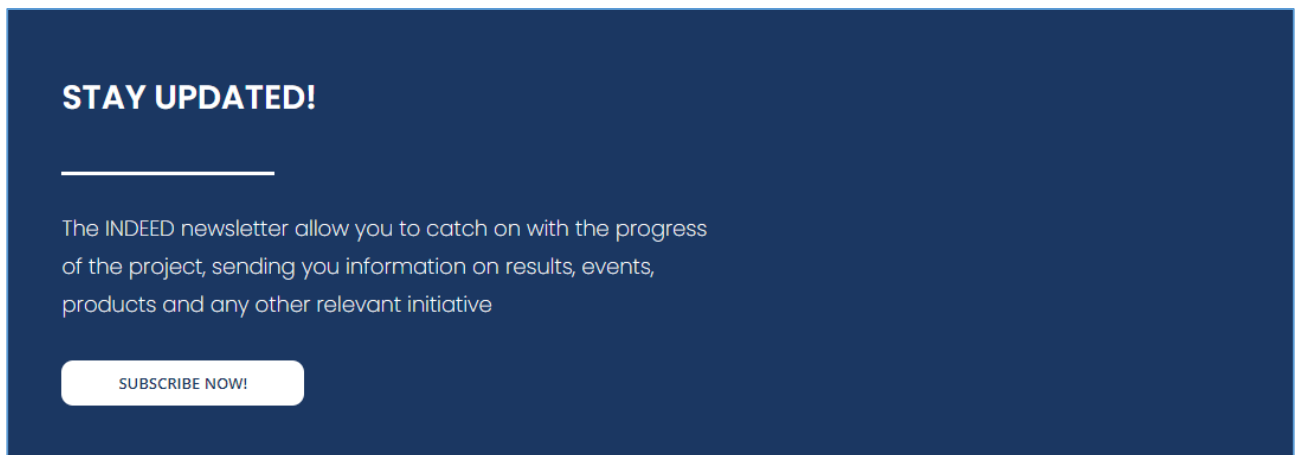 STAY UPDATED!
The INDEED newsletter allow you to catch on with the progress
of the project, sending you information on results, events,
products and any other relevant initiative
SUBSCRIBE NOW!